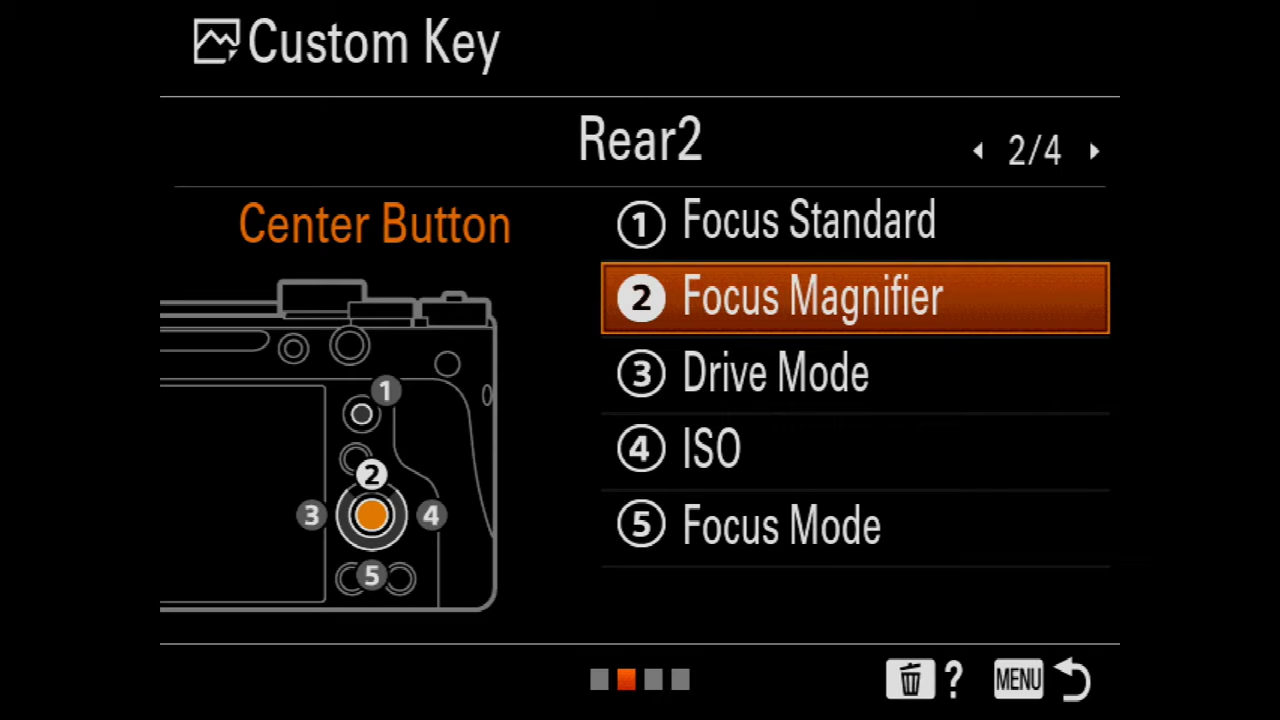 Custom Key
Rear2
2/4
Center Button
1 Focus Standard
2 Focus Magnifier
3 Drive Mode
4 ISO
5 Focus Mode
1
2
3
4
5
?
MENU